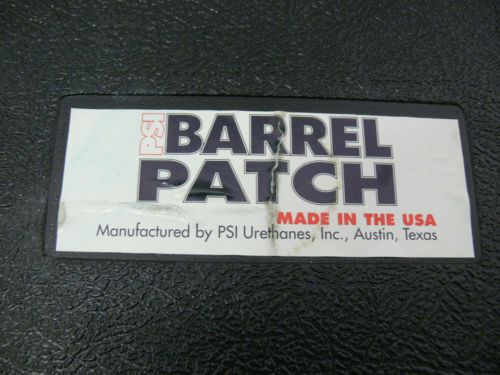 PSI BARREL
PATCH
MADE IN THE USA
Manufactured by PSI Urethanes, Inc., Austin, Texas